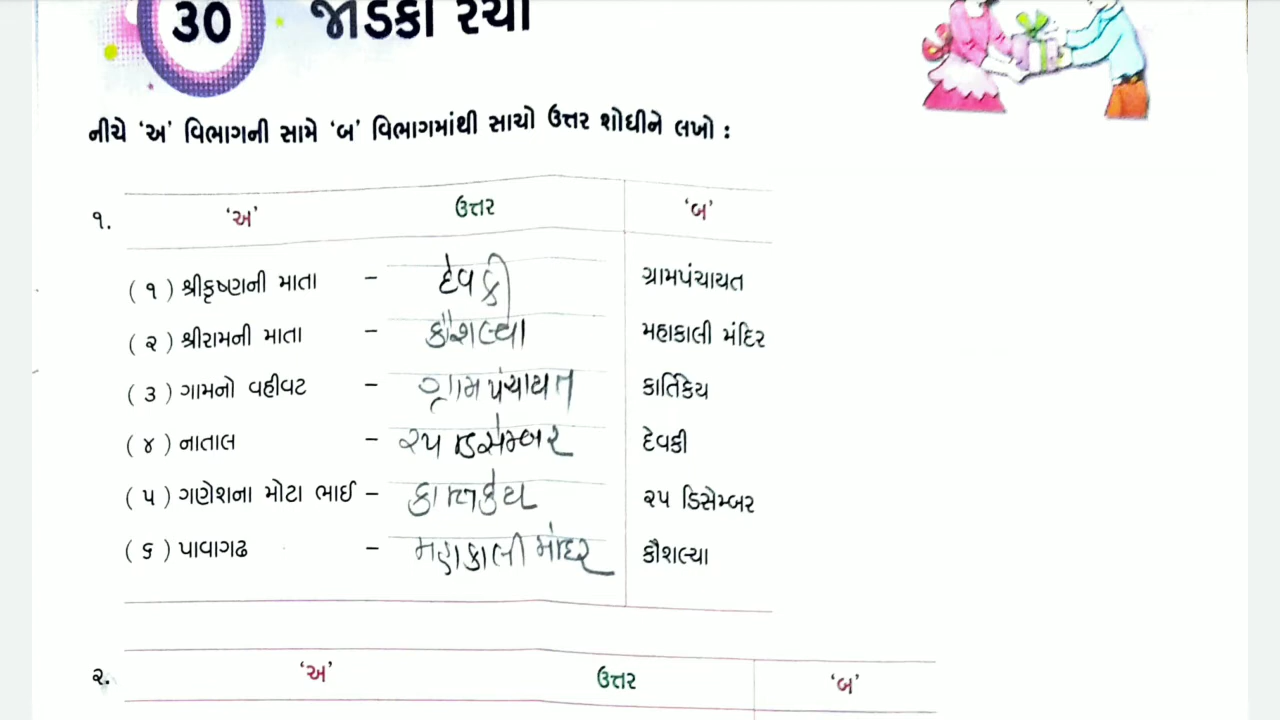 30 જોડકાં રચો
નીચે ‘અ’ વિભાગની સામે ‘બ’ વિભાગમાંથી સાચો ઉત્તર શોધીને લખો :
૧. ‘અ’ ઉત્તર ‘બ’
( ૧ ) શ્રીકૃષ્ણની માતા – દેવકી ગ્રામપંચાયત
( ૨ ) શ્રીરામની માતા – કૌશલ્યા મહાકાલી મંદિર
( ૩ ) ગામનો વહીવટ – ગ્રામપંચાયત કાર્તિકેય
( ૪ ) નાતાલ – ૨૫ ડિસેમ્બર દેવકી
( ૫ ) ગણેશના મોટા ભાઈ – કાર્તિકેય ૨૫ ડિસેમ્બર
( ૬ ) પાવાગઢ – મહાકાલી મંદિર કૌશલ્યા
૨. ‘અ’ ઉત્તર ‘બ’